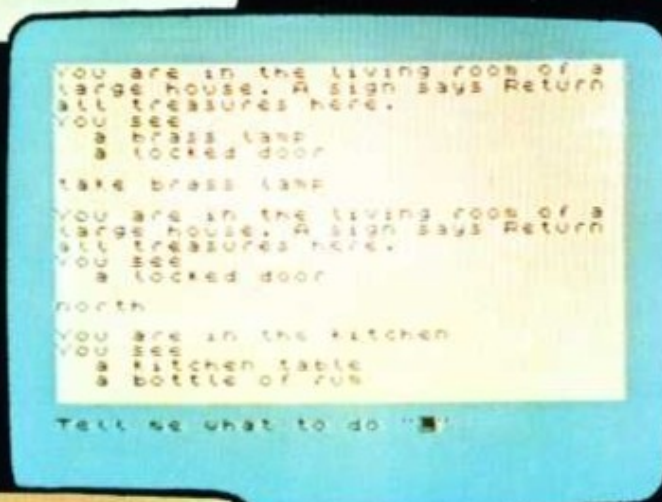 You are in the living room of a
large house. A sign says Return
all treasures here.
You see
a brass lamp
a locked door
take brass lamp
You are in the living room of a
large house. A sign says Return
all treasures here.
You see
a locked door
north
You are in the kitchen
You see
a kitchen table
a bottle of rum
Tell me what to do "█"